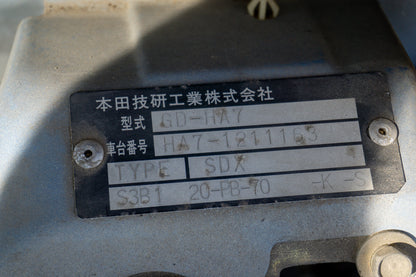 本田技研工業株式会社
型式 GD-HA7
車台番号 HA7-1211163
TYPE SDX
S3B1 20-PB-70 -K -S